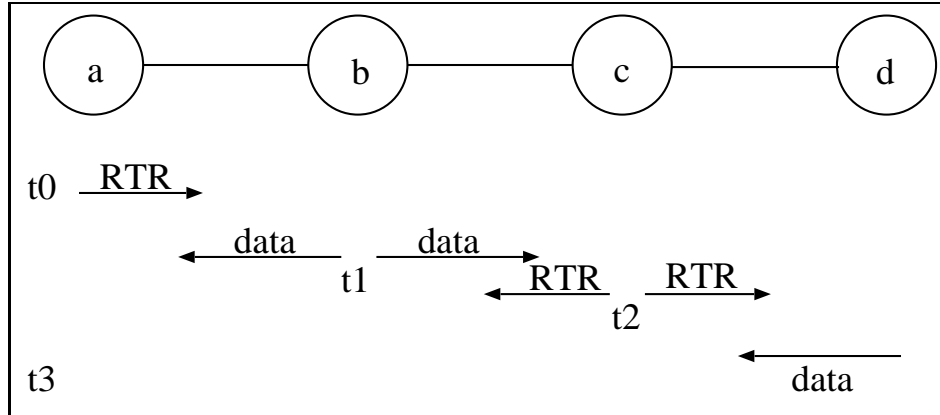 a b c d
t0 RTR
data data
t1
RTR RTR
t2
t3 data